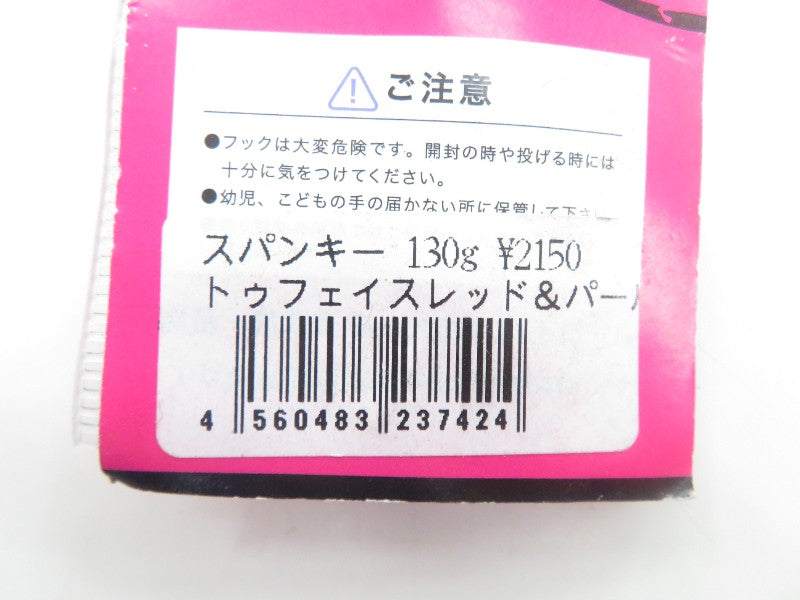 ご注意
●フックは大変危険です。開封の時や投げる時には
十分に気をつけてください。
●幼児、こどもの手の届かない所に保管して下さい
スパンキー 130g ¥2150
トゥフェイスレッド&パール
4 560483 237424